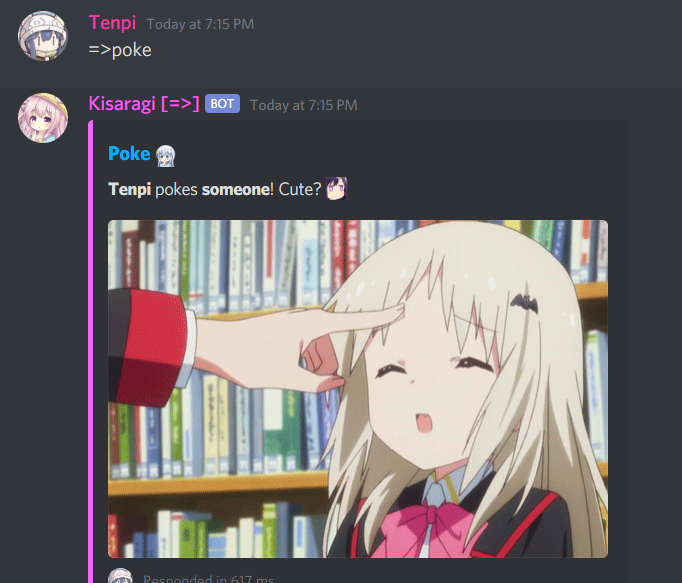 Tenpi Today at 7:15 PM
=>poke
Kisaragi [=>] BOT Today at 7:15 PM
Poke
Tenpi pokes someone! Cute?
Responded in 617 ms